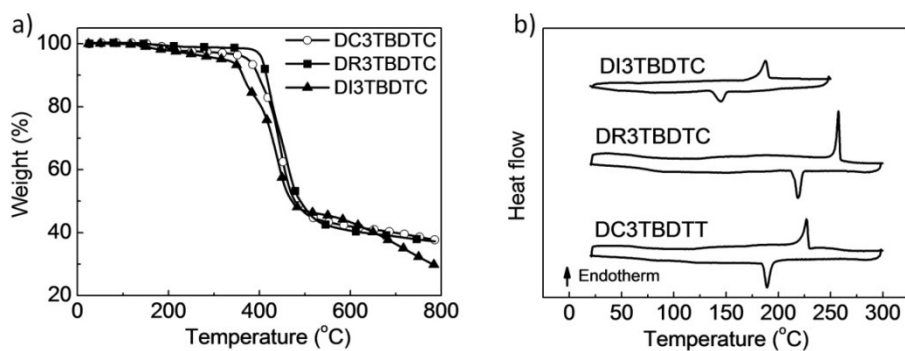 a)
Weight (%)
100
80
60
40
20
DC3TBDTC
DR3TBDTC
DI3TBDTC
0 200 400 600 800
Temperature (°C)
b)
Heat flow
DI3TBDTC
DR3TBDTC
DC3TBDTT
Endotherm
0 50 100 150 200 250 300
Temperature (°C)